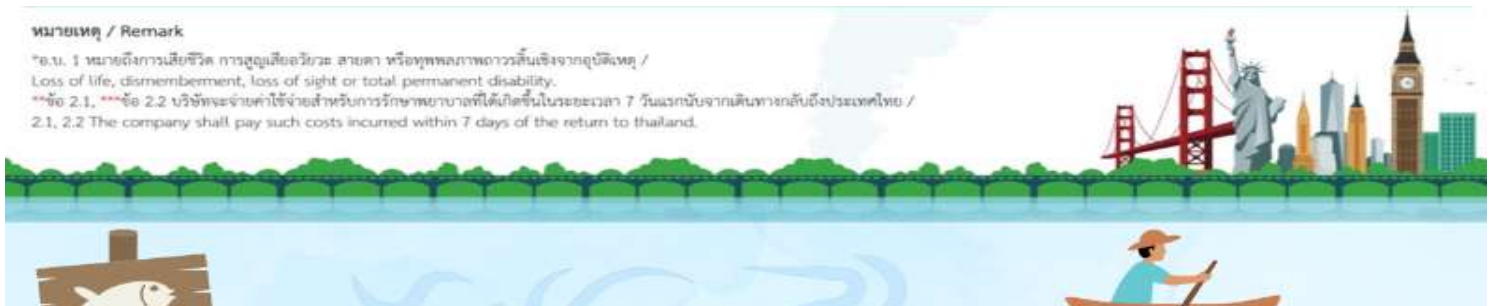 หมายเหตุ / Remark
*อ.บ. 1 หมายถึงการเสียชีวิต การสูญเสียอวัยวะ สายตา หรือทุพพลภาพถาวรสิ้นเชิงจากอุบัติเหตุ /
Loss of life, dismemberment, loss of sight or total permanent disability.
**ข้อ 2.1, ***ข้อ 2.2 บริษัทจะจ่ายค่าใช้จ่ายสำหรับการรักษาพยาบาลที่ได้เกิดขึ้นในระยะเวลา 7 วันแรกนับจากเดินทางกลับถึงประเทศไทย /
2.1, 2.2 The company shall pay such costs incurred within 7 days of the return to thailand.